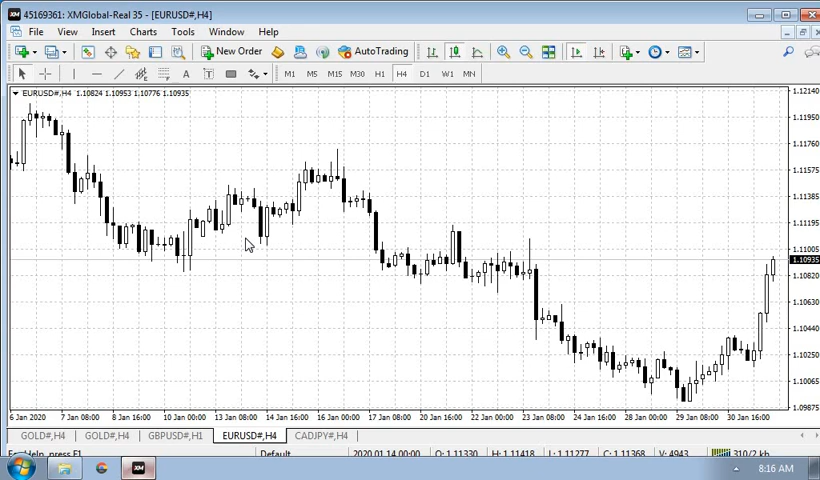 45169361: XMGlobal-Real 35 - [EURUSD#,H4]
File View Insert Charts Tools Window Help
New Order AutoTrading
A T M1 M5 M15 M30 H1 H4 D1 W1 MN
EURUSD#,H4 1.10824 1.10953 1.10776 1.10935
1.12140
1.11950
1.11760
1.11575
1.11385
1.11195
1.11005
1.10935
1.10820
1.10630
1.10440
1.10250
1.10065
1.09875
6 Jan 2020 7 Jan 08:00 8 Jan 16:00 10 Jan 00:00 13 Jan 08:00 14 Jan 16:00 16 Jan 00:00 17 Jan 08:00 20 Jan 16:00 22 Jan 00:00 23 Jan 08:00 24 Jan 16:00 28 Jan 00:00 29 Jan 08:00 30 Jan 16:00
GOLD#,H4 GOLD#,H4 GBPUSD#,H1 EURUSD#,H4 CADJPY#,H4
For Help, press F1 Default 2020.01.14 00:00 O: 1.11330 H: 1.11418 L: 1.11277 C: 1.11368 V: 4943 310/2 kb
XM 8:16 AM